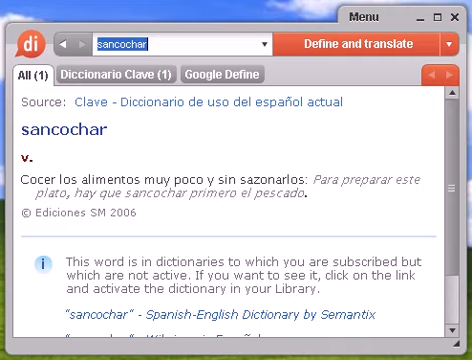 Menu
di
sancochar
Define and translate
All (1)
Diccionario Clave (1)
Google Define
Source: Clave - Diccionario de uso del español actual
sancochar
v.
Cocer los alimentos muy poco y sin sazonarlos: Para preparar este
plato, hay que sancochar primero el pescado.
© Ediciones SM 2006
i
This word is in dictionaries to which you are subscribed but
which are not active. If you want to see it, click on the link
and activate the dictionary in your Library.
"sancochar" - Spanish-English Dictionary by Semantix